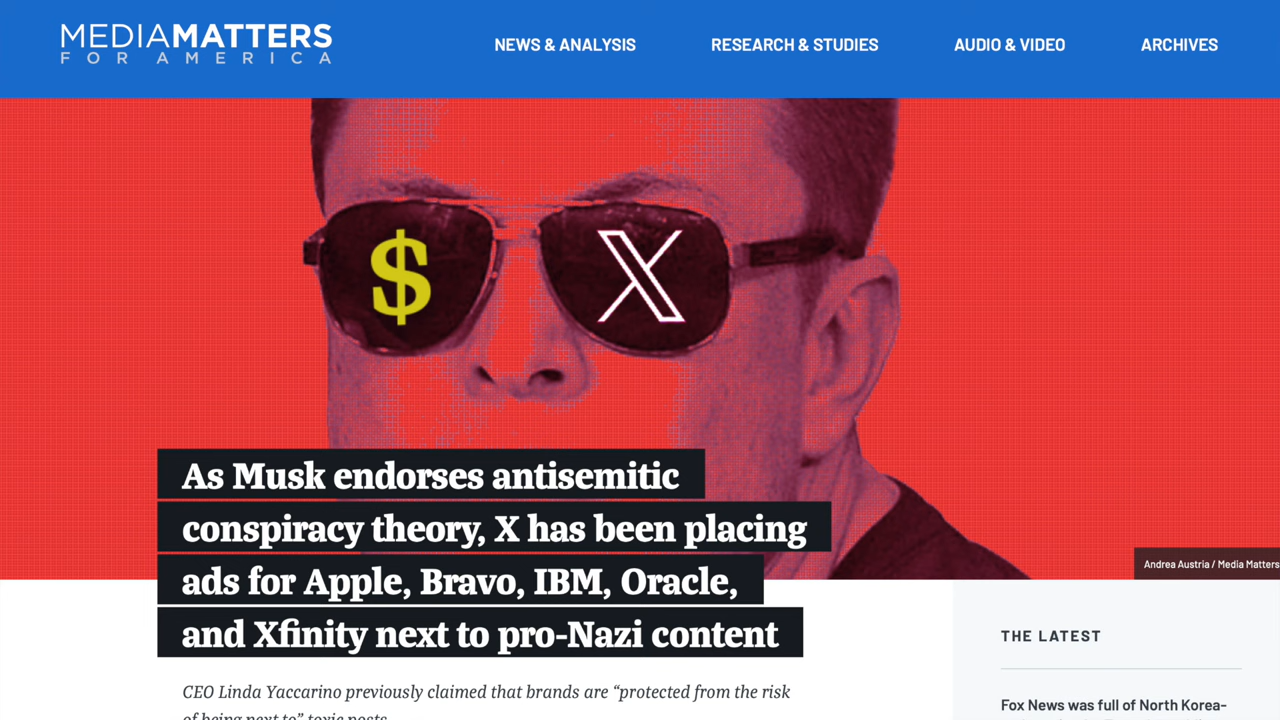 MEDIAMATTERS
FOR AMERICA
NEWS & ANALYSIS
RESEARCH & STUDIES
AUDIO & VIDEO
ARCHIVES
$
X
As Musk endorses antisemitic
conspiracy theory, X has been placing
ads for Apple, Bravo, IBM, Oracle,
and Xfinity next to pro-Nazi content
Andrea Austria / Media Matters
CEO Linda Yaccarino previously claimed that brands are “protected from the risk
of being next to” toxic posts
THE LATEST
Fox News was full of North Korea-